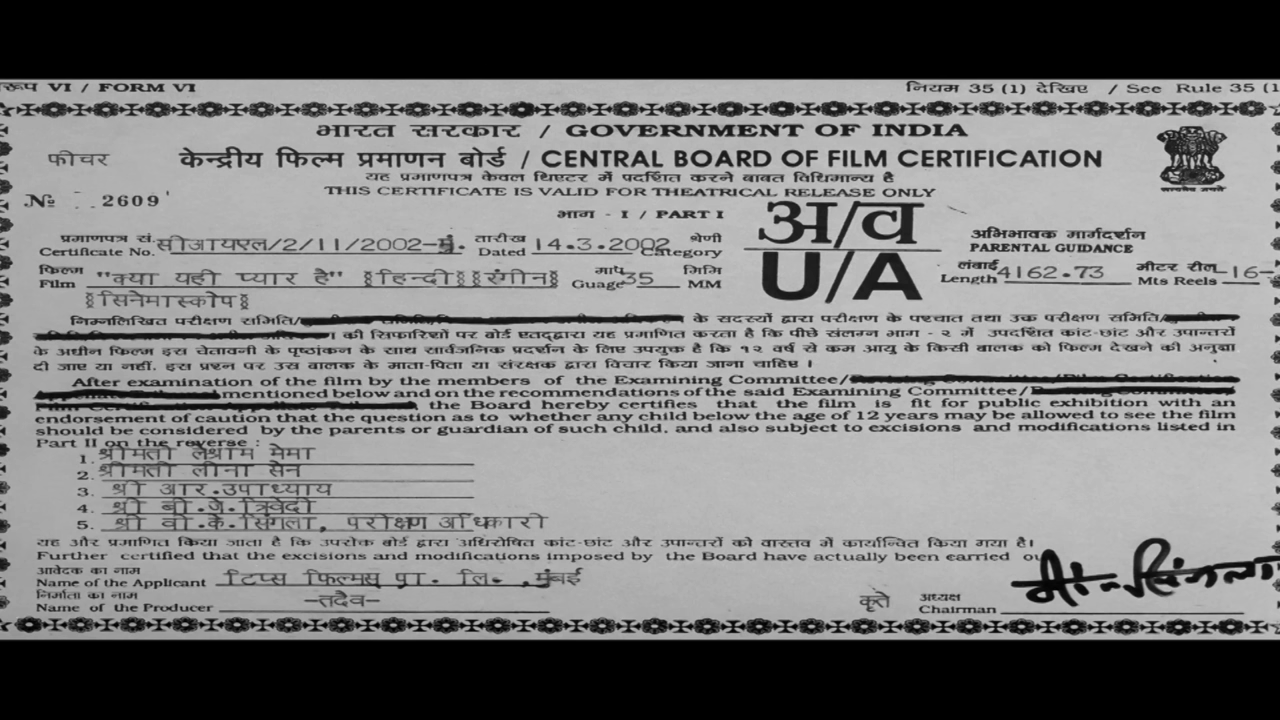 रूप VI / FORM VI
नियम 35 (1) देखिए / See Rule 35 (1
भारत सरकार / GOVERNMENT OF INDIA
फीचर केन्द्रीय फिल्म प्रमाणन बोर्ड / CENTRAL BOARD OF FILM CERTIFICATION
यह प्रमाणपत्र केवल थिएटर में पदर्शित करने बाबत विधिमान्य है
№ 2609 THIS CERTIFICATE IS VALID FOR THEATRICAL RELEASE ONLY
भाग - I / PART I
प्रमाणपत्र सं. सीआयएल/2/11/2002-मुं. तारीख 14.3.2002 श्रेणी अ/व अभिभावक मार्गदर्शन
Certificate No. Dated Category U/A PARENTAL GUIDANCE
फिल्म "क्या यही प्यार है" हिन्दी रंगीन माप 35 मिमि लंबाई 4162.73 मीटर रील -16-
Film Guage MM Length Mts Reels
सिनेमास्कोप
निम्नलिखित परीक्षण समिति/ के सदस्यों द्वारा परीक्षण के पश्चात तथा उक परीक्षण समिति/
। की सिफारिशों पर बोर्ड एतद्द्वारा यह प्रमाणित करता है कि पीछे संलग्न भाग - २ में उपदर्शित कांट-छांट और उपान्तरों
के अधीन फिल्म इस चेतावनी के पृष्ठांकन के साथ सार्वजनिक प्रदर्शन के लिए उपयुक्त है कि १२ वर्ष से कम आयु के किसी बालक को फिल्म देखने की अनुज्ञा
दी जाए या नहीं, इस प्रश्न पर उस बालक के माता-पिता या संरक्षक द्वारा विचार किया जाना चाहिए ।
After examination of the film by the members of the Examining Committee/
mentioned below and on the recommendations of the said Examining Committee/
, the Board hereby certifies that the film is fit for public exhibition with an
endorsement of caution that the question as to whether any child below the age of 12 years may be allowed to see the film
should be considered by the parents or guardian of such child, and also subject to excisions and modifications listed in
Part II on the reverse :
1. श्रीमती लैश्राम मेमा
2. श्रीमती लीना सेन
3. श्री आर.उपाध्याय
4. श्री बी.जे.त्रिवेदी
5. श्री वी.के.सिंगला, परीक्षण अधिकारी
यह और प्रमाणित किया जाता है कि उपरोक्त बोर्ड द्वारा अधिरोपित कांट-छांट और उपान्तरों को वास्तव में कार्यान्वित किया गया है।
Further certified that the excisions and modifications imposed by the Board have actually been carried ou
आवेदक का नाम
Name of the Applicant टिप्स फिल्मस् प्रा. लि. ,मुंबई
निर्माता का नाम -तदैव- कृते अध्यक्ष
Name of the Producer Chairman